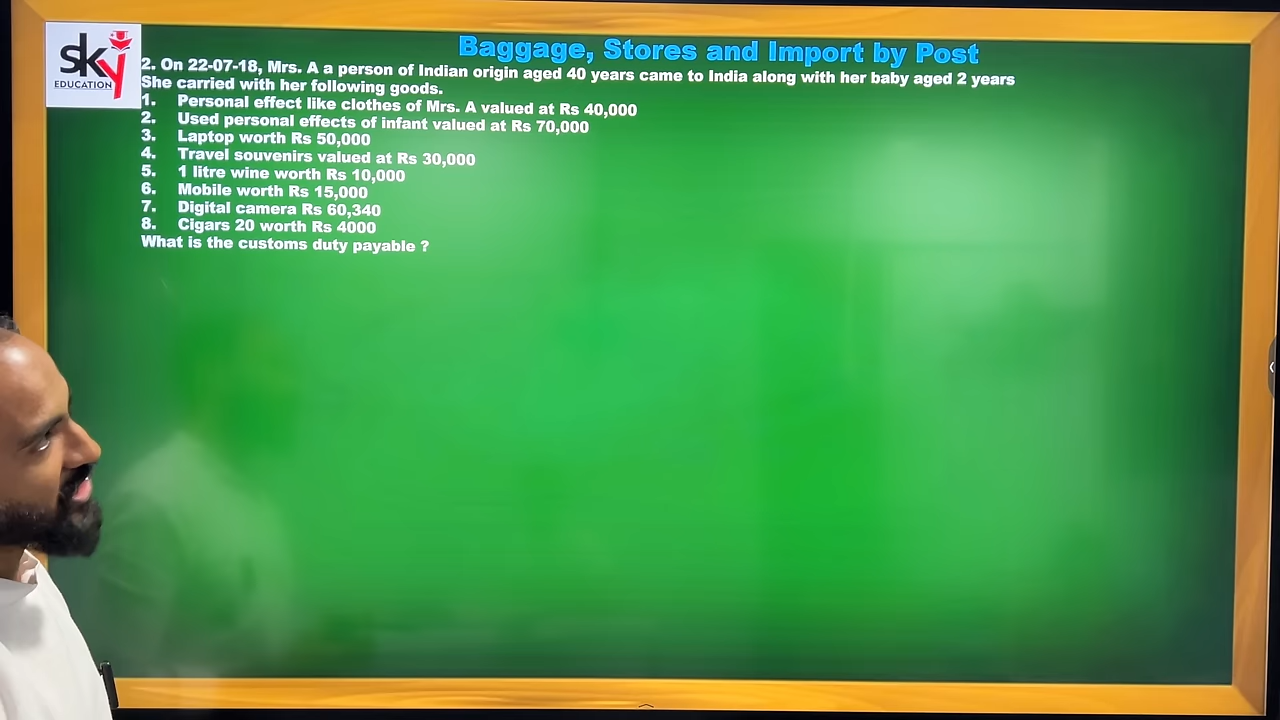 sky
EDUCATION
Baggage, Stores and Import by Post
2. On 22-07-18, Mrs. A a person of Indian origin aged 40 years came to India along with her baby aged 2 years
She carried with her following goods.
1. Personal effect like clothes of Mrs. A valued at Rs 40,000
2. Used personal effects of infant valued at Rs 70,000
3. Laptop worth Rs 50,000
4. Travel souvenirs valued at Rs 30,000
5. 1 litre wine worth Rs 10,000
6. Mobile worth Rs 15,000
7. Digital camera Rs 60,340
8. Cigars 20 worth Rs 4000
What is the customs duty payable ?